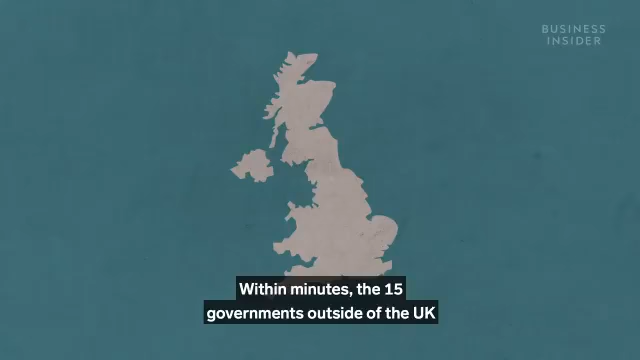 BUSINESS
INSIDER
Within minutes, the 15
governments outside of the UK